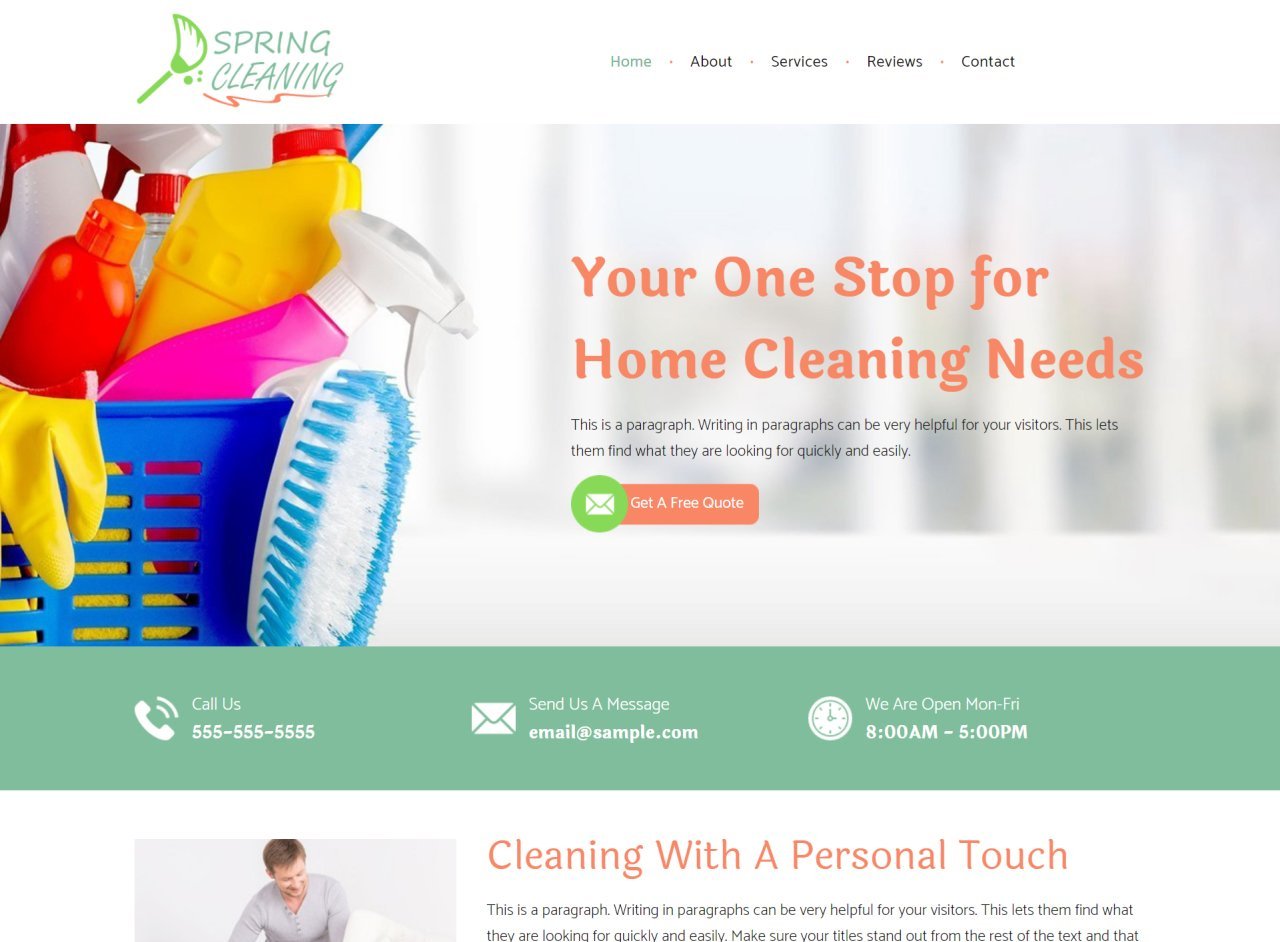 SPRING
CLEANING
Home • About • Services • Reviews • Contact
Your One Stop for
Home Cleaning Needs
This is a paragraph. Writing in paragraphs can be very helpful for your visitors. This lets
them find what they are looking for quickly and easily.
Get A Free Quote
Call Us
555-555-5555
Send Us A Message
email@sample.com
We Are Open Mon-Fri
8:00AM - 5:00PM
Cleaning With A Personal Touch
This is a paragraph. Writing in paragraphs can be very helpful for your visitors. This lets them find what
they are looking for quickly and easily. Make sure your titles stand out from the rest of the text and that